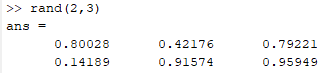 >> rand(2,3)
ans =
0.80028 0.42176 0.79221
0.14189 0.91574 0.95949